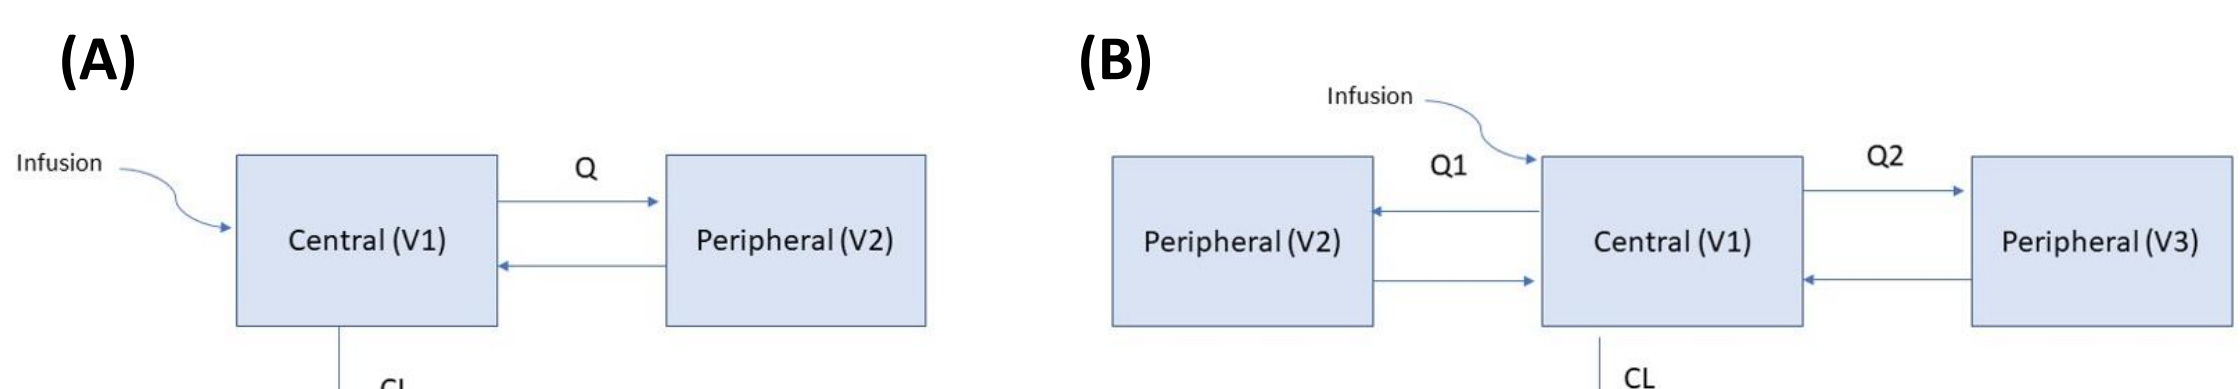 (A)
Infusion
Central (V1)
Q
Peripheral (V2)
CL
(B)
Infusion
Peripheral (V2)
Q1
Central (V1)
Q2
Peripheral (V3)
CL